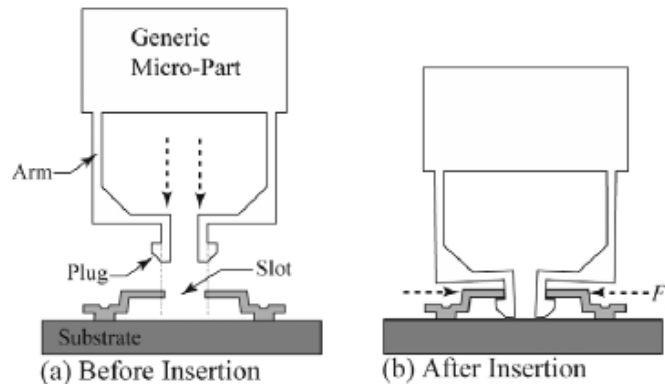 Generic
Micro-Part
Arm
Plug
Slot
F
Substrate
(a) Before Insertion
(b) After Insertion